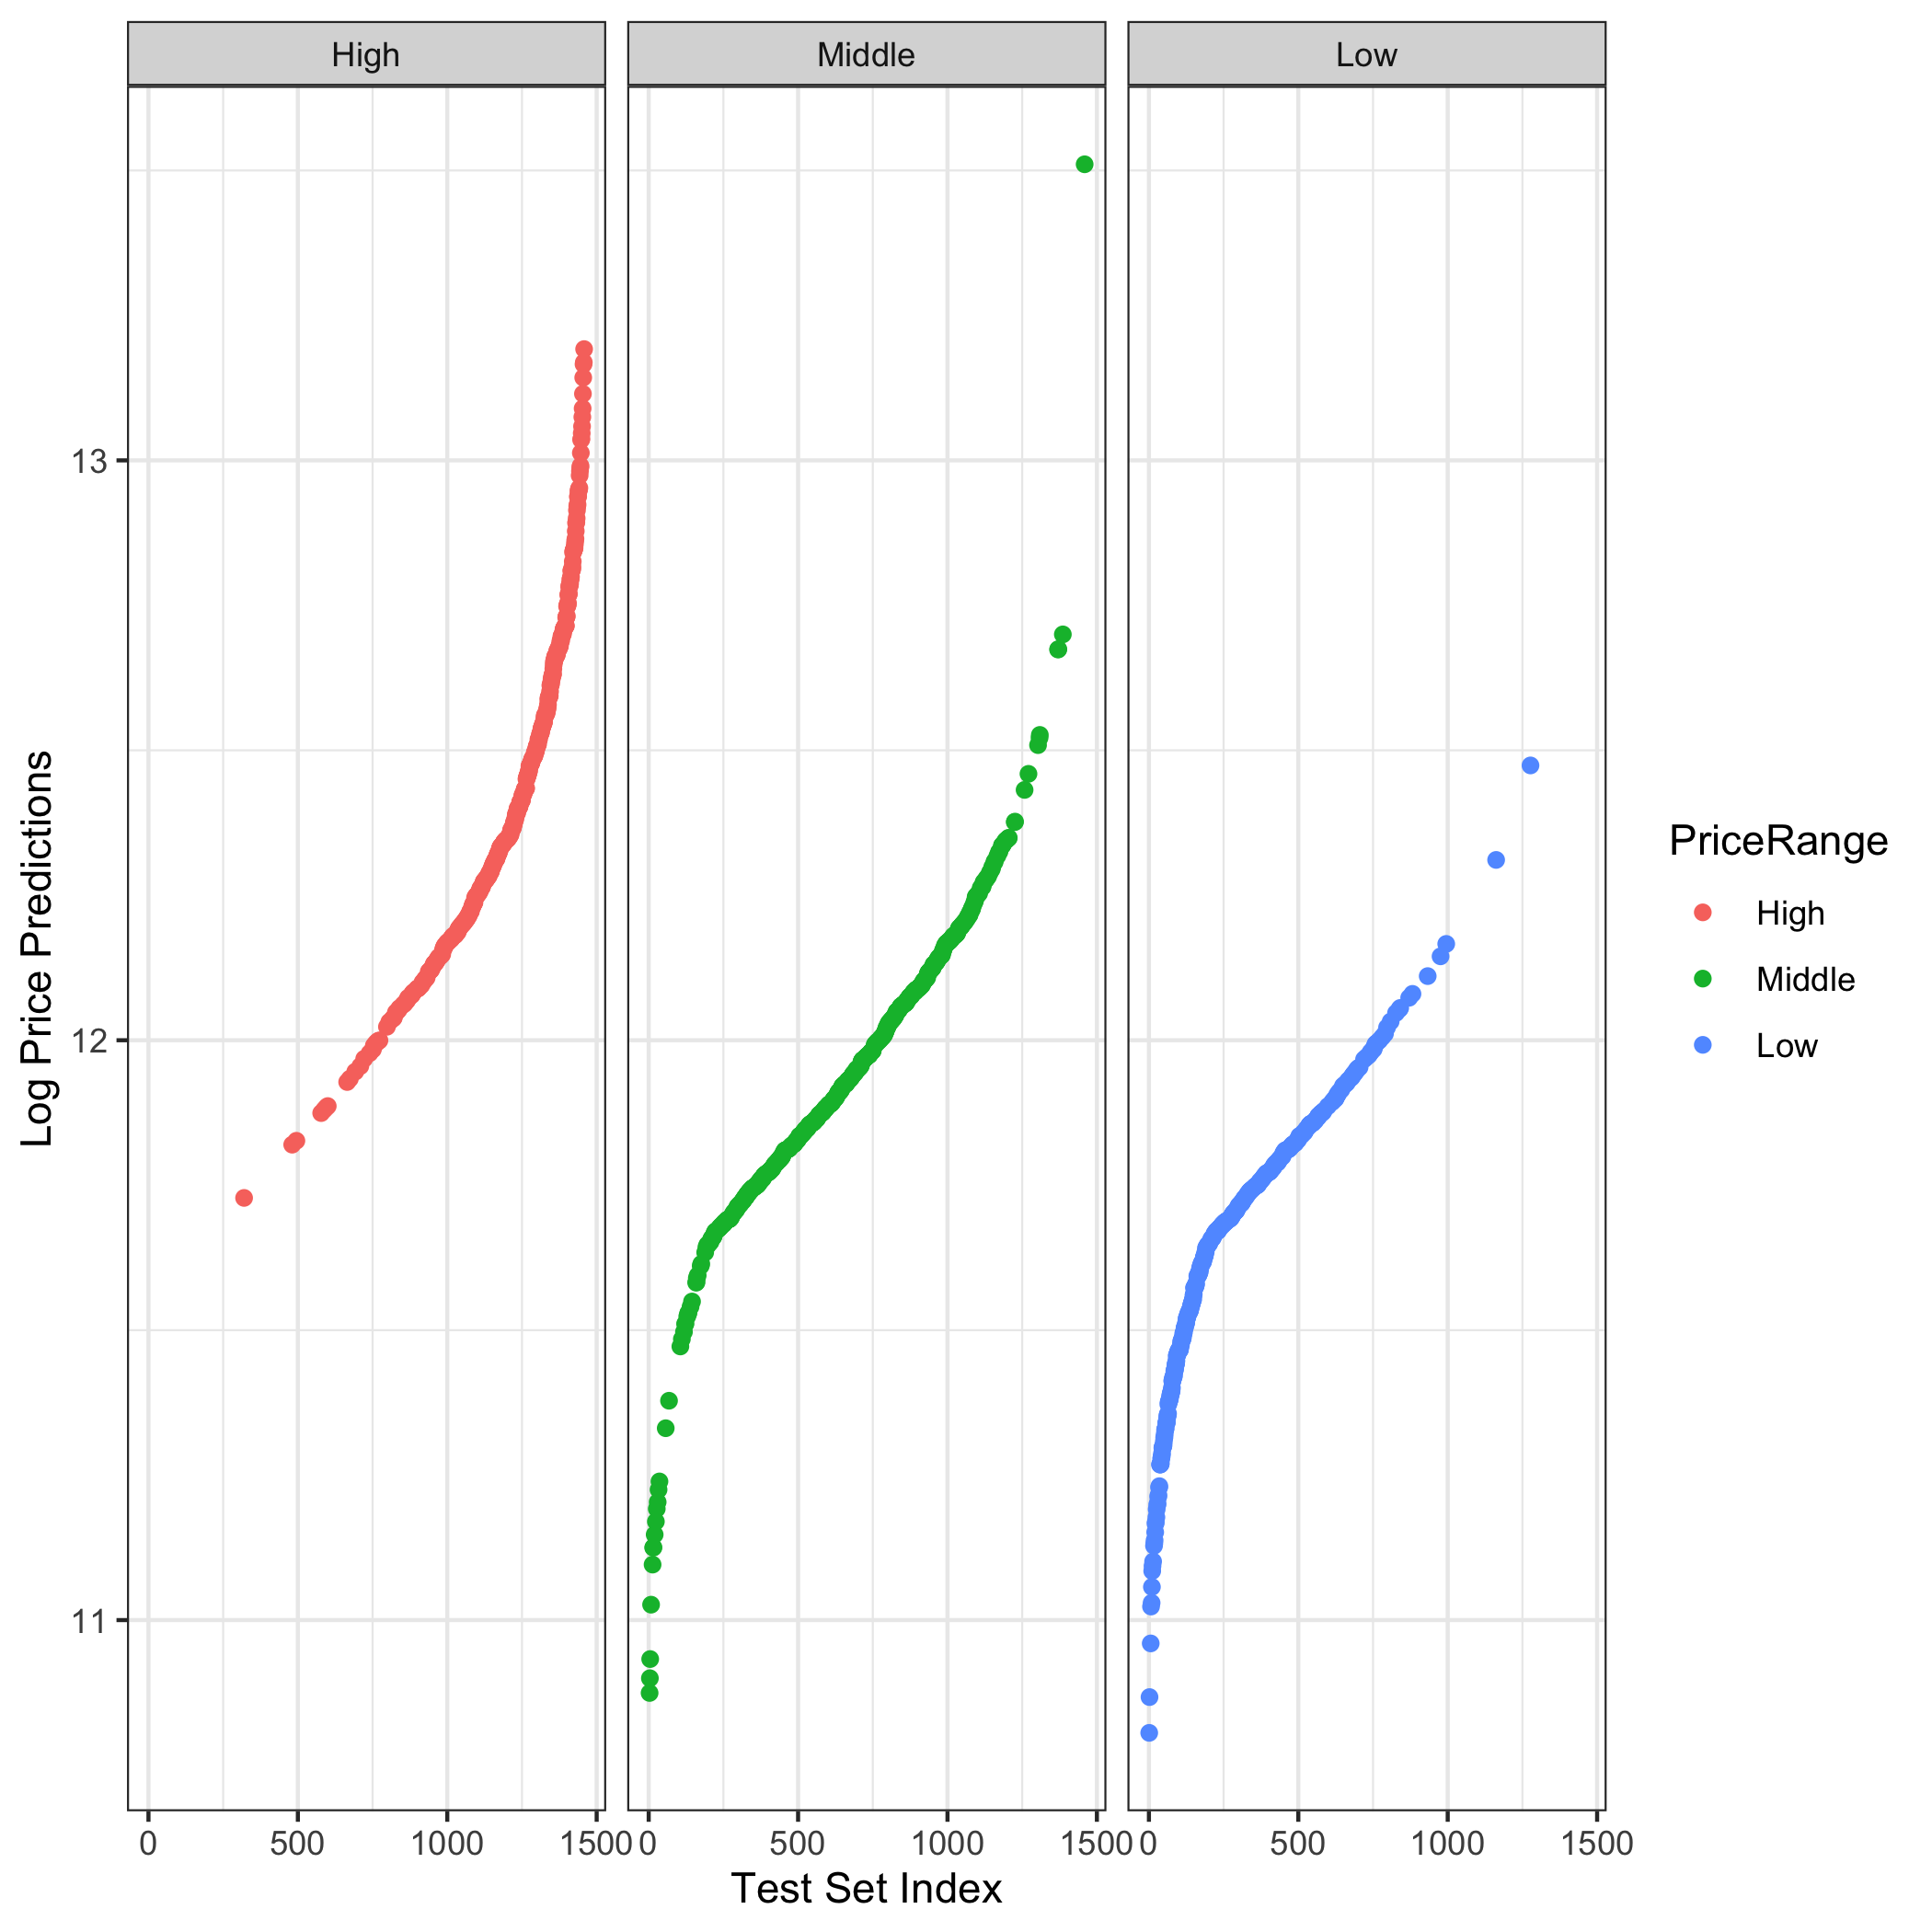 High Middle Low
13
12
11
Log Price Predictions
0 500 1000 1500 0 500 1000 1500 0 500 1000 1500
Test Set Index
PriceRange
High
Middle
Low